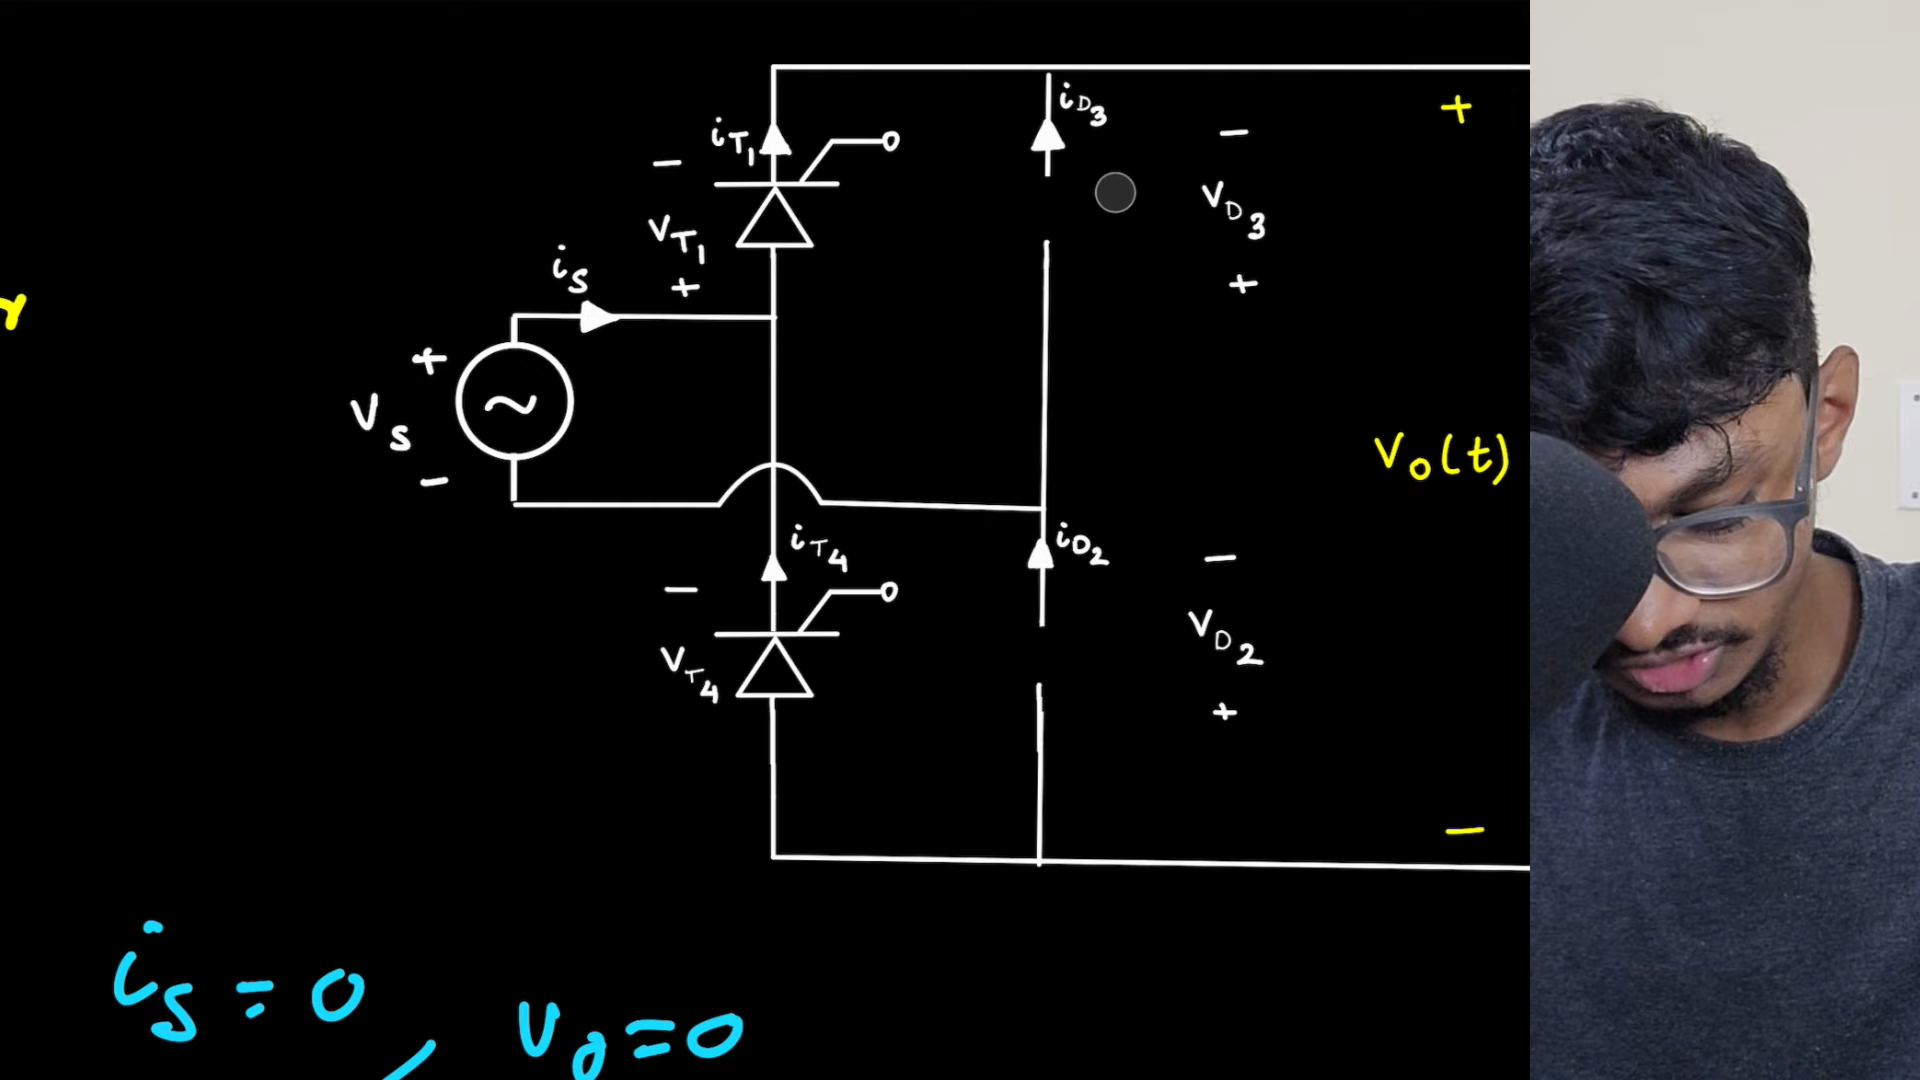 iD3
+
-
iT1
-
VD3
VT1
is
+
+
+
Vs
Vo(t)
-
iT4
iD2
-
-
VD2
VT4
+
-
is = 0 , Vo = 0